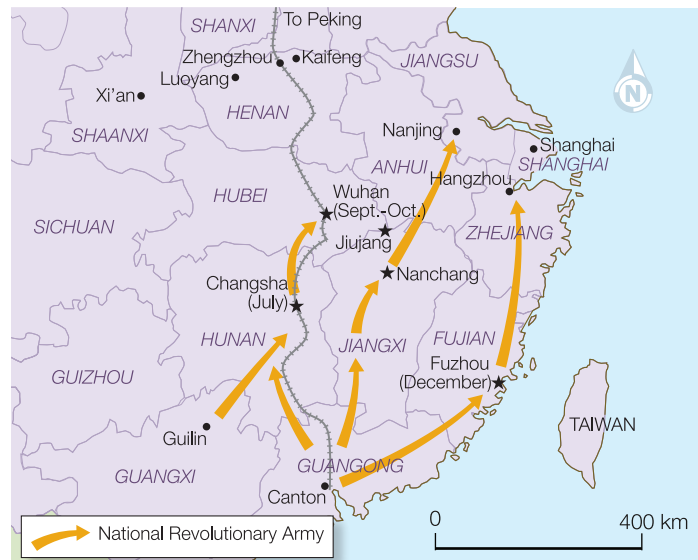 To Peking
SHANXI
Zhengzhou
Kaifeng
JIANGSU
Luoyang
N
Xi'an
HENAN
SHAANXI
Nanjing
Shanghai
ANHUI
SHANGHAI
Hangzhou
HUBEI
Wuhan
(Sept.-Oct.)
SICHUAN
Jiujang
ZHEJIANG
Changsha
(July)
Nanchang
HUNAN
JIANGXI
FUJIAN
GUIZHOU
Fuzhou
(December)
TAIWAN
Guilin
GUANGXI
GUANGONG
Canton
National Revolutionary Army
0
400 km